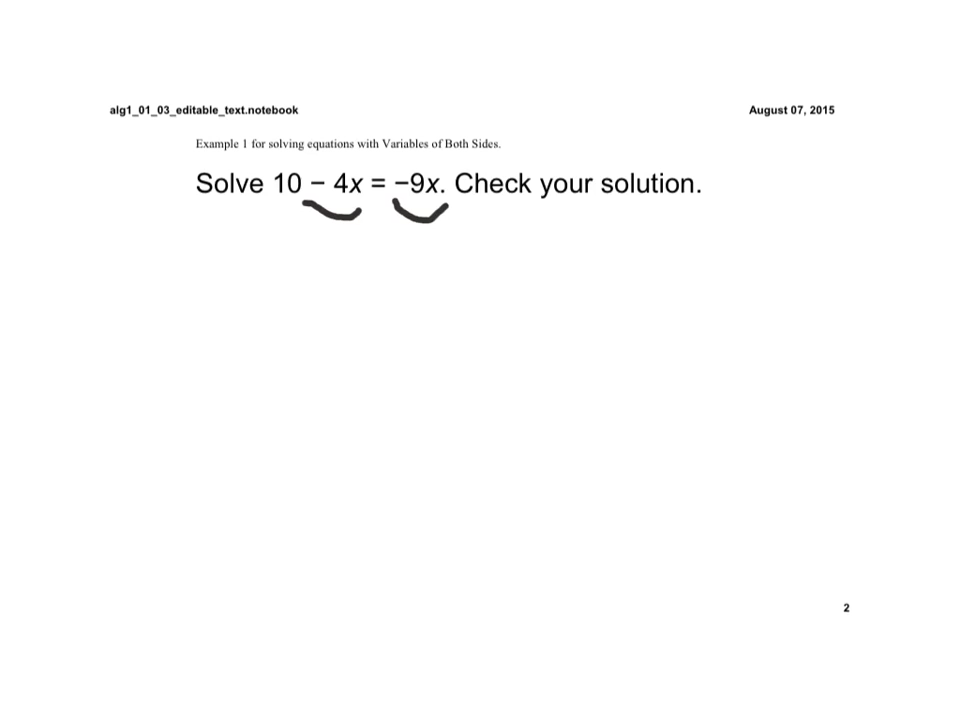 alg1_01_03_editable_text.notebook August 07, 2015
Example 1 for solving equations with Variables of Both Sides.
Solve 10 − 4x = −9x. Check your solution.
2